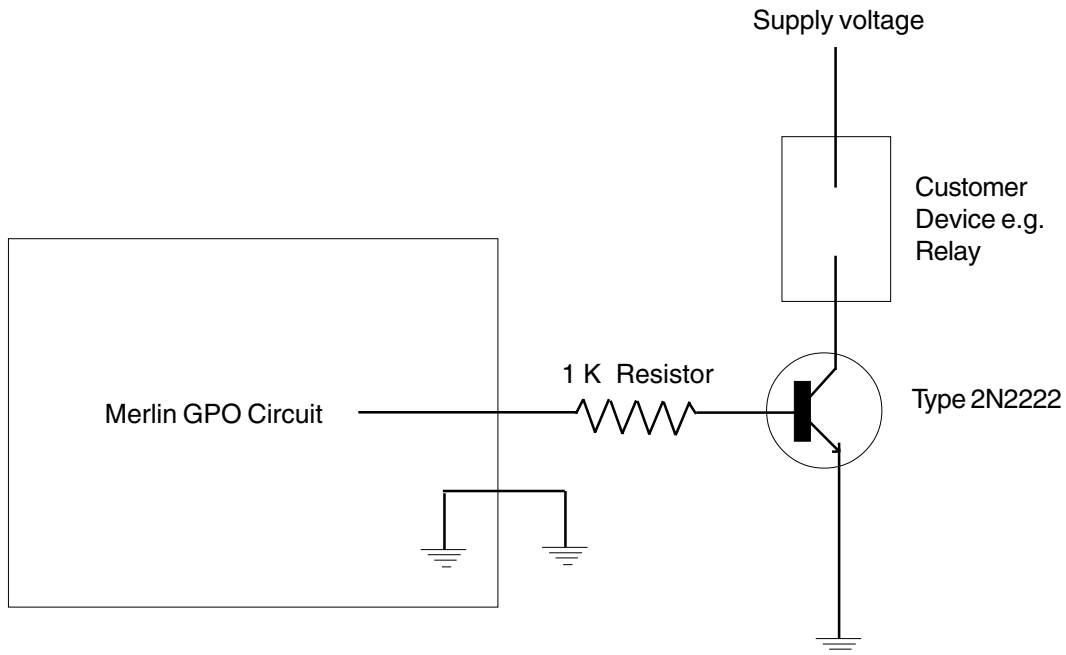 Supply voltage
Customer
Device e.g.
Relay
1 K Resistor
Merlin GPO Circuit
Type 2N2222